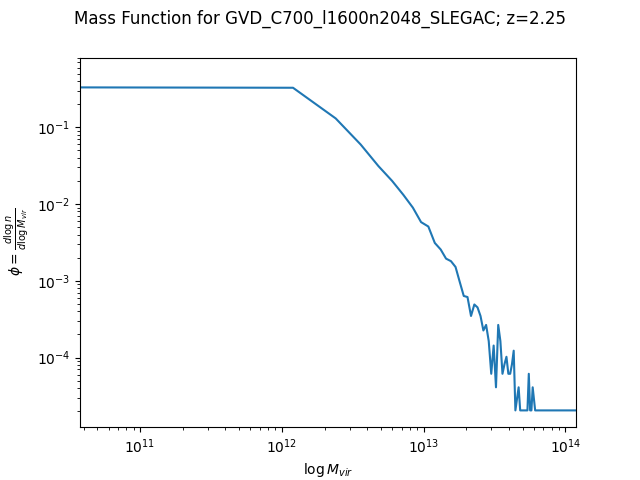 Mass Function for GVD_C700_l1600n2048_SLEGAC; z=2.25
10⁻¹
10⁻²
10⁻³
10⁻⁴
ϕ = d log n / d log M_vir
10¹¹ 10¹² 10¹³ 10¹⁴
log M_vir